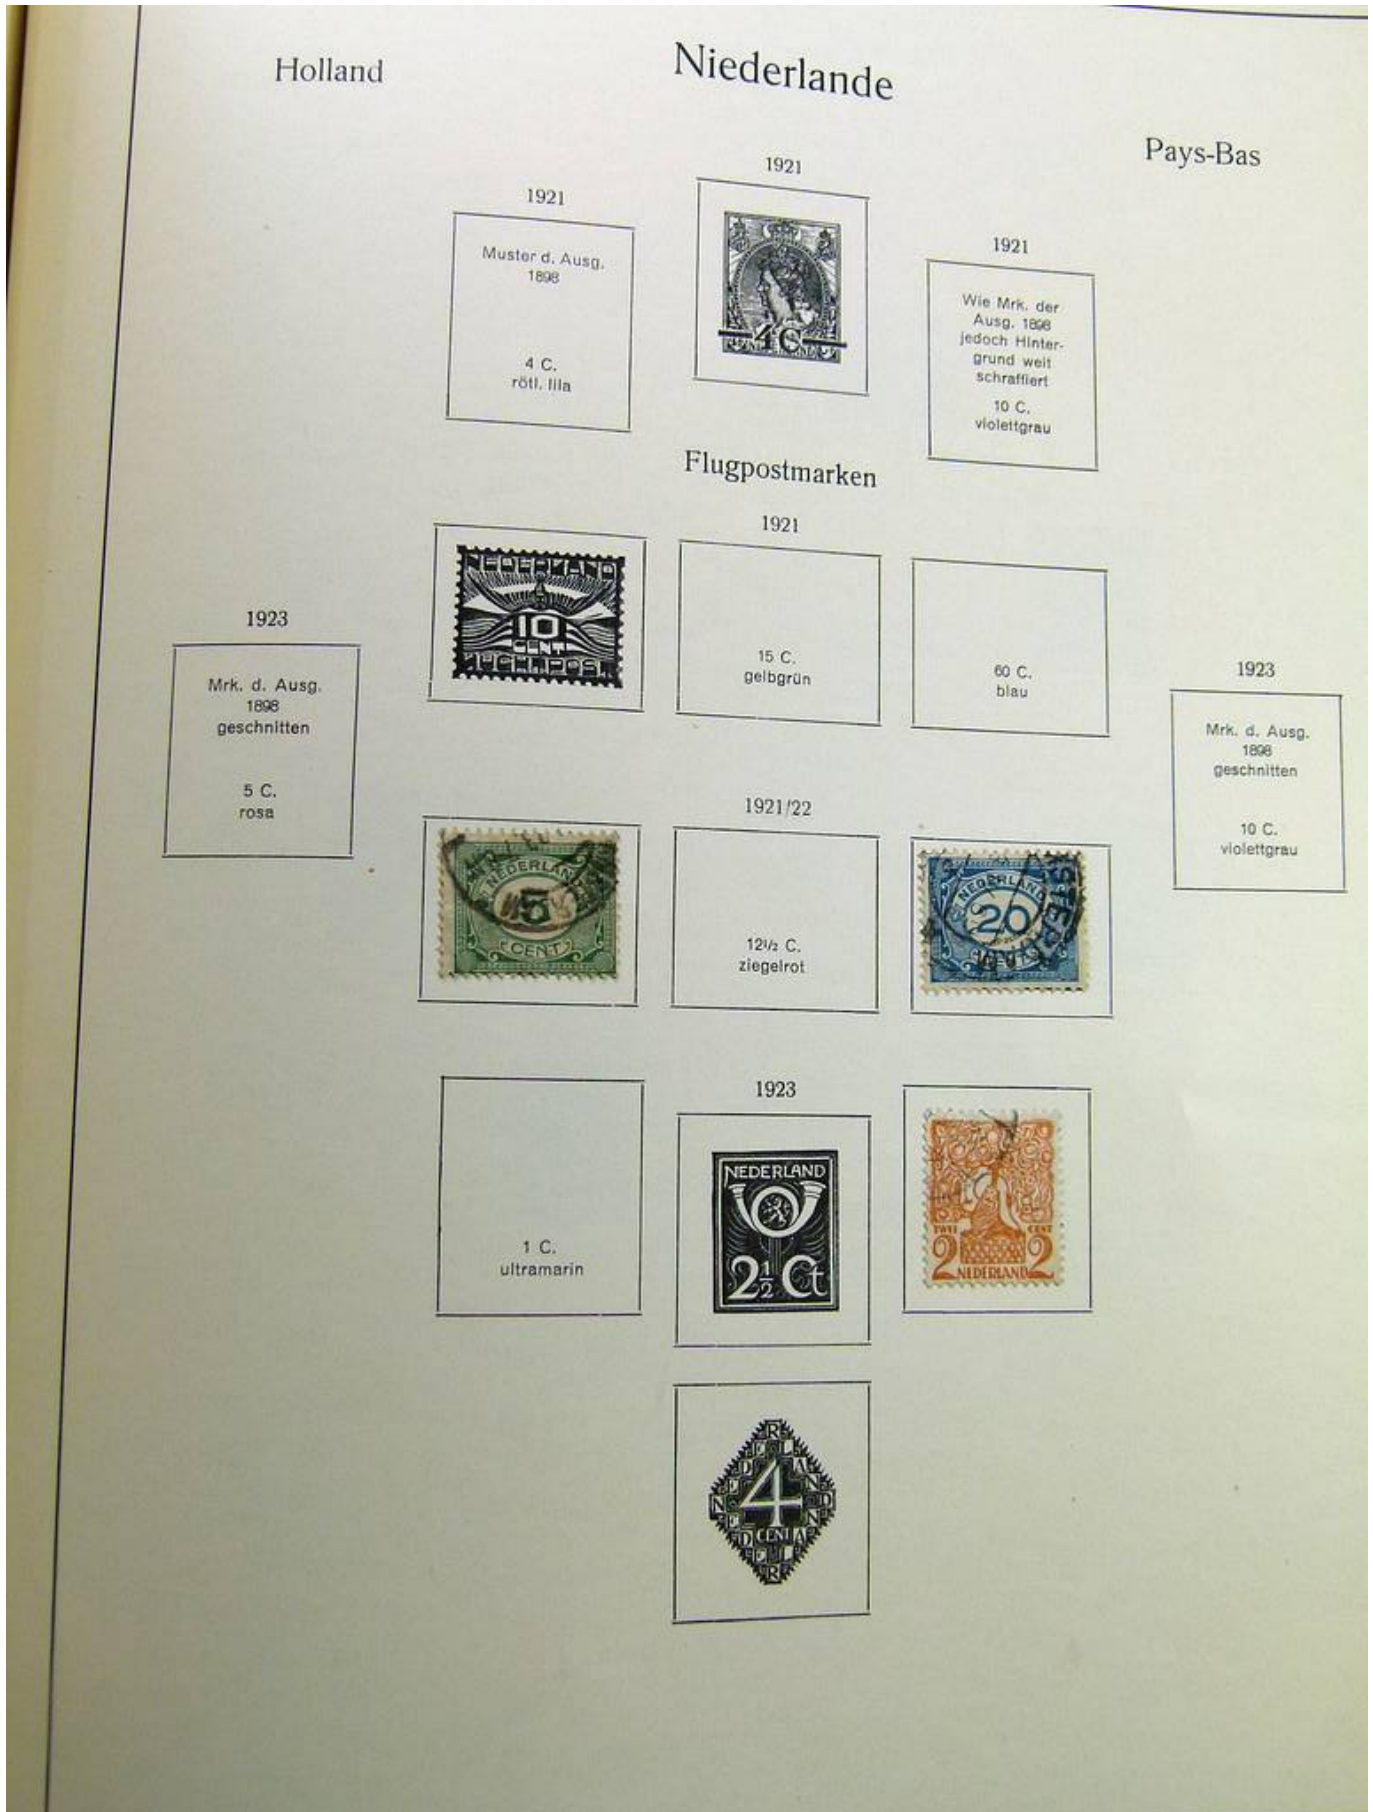 Holland
Niederlande
Pays-Bas
1921
Muster d. Ausg.
1898
4 C.
rötl. lila
1921
4 C
1921
Wie Mrk. der
Ausg. 1898
jedoch Hinter-
grund weit
schraffiert
10 C.
violettgrau
Flugpostmarken
1921
NEDERLAND
10
CENT
15 C.
gelbgrün
60 C.
blau
1923
Mrk. d. Ausg.
1898
geschnitten
5 C.
rosa
1923
Mrk. d. Ausg.
1898
geschnitten
10 C.
violettgrau
1921/22
NEDERLAND
5
CENT
12½ C.
ziegelrot
NEDERLAND
20
1923
1 C.
ultramarin
NEDERLAND
2½ Ct
TWEE CENT
2 2
NEDERLAND
4
CENT